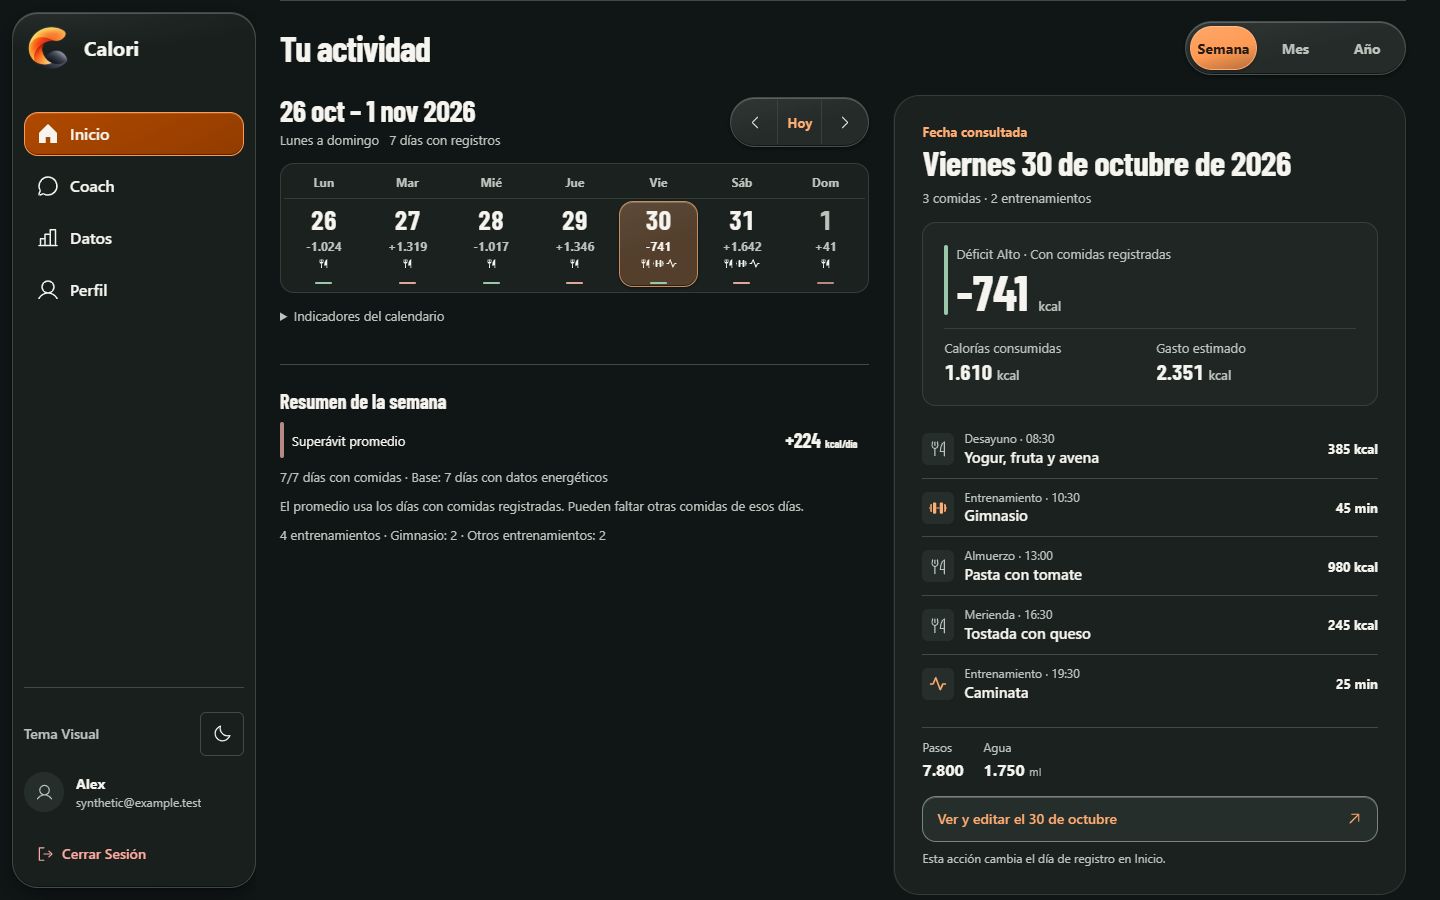 Calori
Inicio
Coach
Datos
Perfil
Tema Visual
Alex
synthetic@example.test
Cerrar Sesión
Tu actividad
Semana Mes Año
26 oct – 1 nov 2026
Lunes a domingo 7 días con registros
Hoy
Lun Mar Mié Jue Vie Sáb Dom
26 27 28 29 30 31 1
-1.024 +1.319 -1.017 +1.346 -741 +1.642 +41
Indicadores del calendario
Resumen de la semana
Superávit promedio +224 kcal/día
7/7 días con comidas · Base: 7 días con datos energéticos
El promedio usa los días con comidas registradas. Pueden faltar otras comidas de esos días.
4 entrenamientos · Gimnasio: 2 · Otros entrenamientos: 2
Fecha consultada
Viernes 30 de octubre de 2026
3 comidas · 2 entrenamientos
Déficit Alto · Con comidas registradas
-741 kcal
Calorías consumidas Gasto estimado
1.610 kcal 2.351 kcal
Desayuno · 08:30
Yogur, fruta y avena 385 kcal
Entrenamiento · 10:30
Gimnasio 45 min
Almuerzo · 13:00
Pasta con tomate 980 kcal
Merienda · 16:30
Tostada con queso 245 kcal
Entrenamiento · 19:30
Caminata 25 min
Pasos Agua
7.800 1.750 ml
Ver y editar el 30 de octubre
Esta acción cambia el día de registro en Inicio.